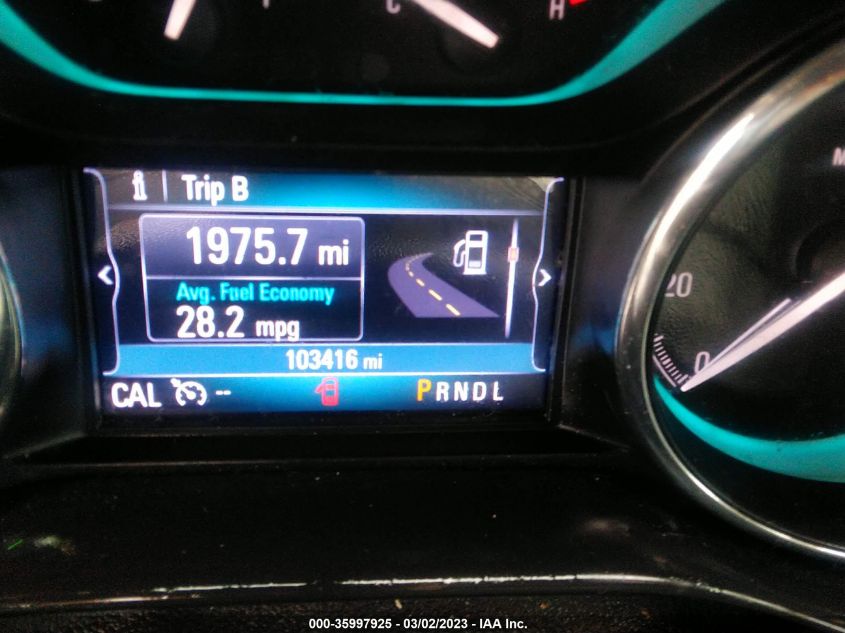 C
H
Trip B
1975.7 mi
Avg. Fuel Economy
28.2 mpg
103416 mi
CAL -- PRNDL
20
0
000-35997925 / 03/02/2023 - IAA Inc.